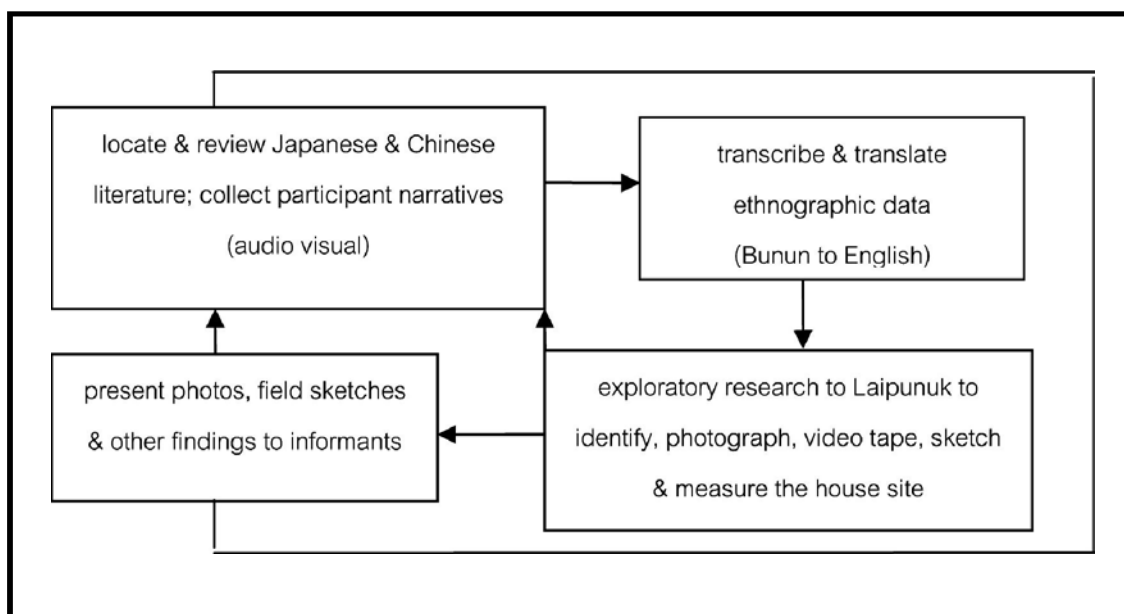 locate & review Japanese & Chinese
literature; collect participant narratives
(audio visual)
transcribe & translate
ethnographic data
(Bunun to English)
present photos, field sketches
& other findings to informants
exploratory research to Laipunuk to
identify, photograph, video tape, sketch
& measure the house site